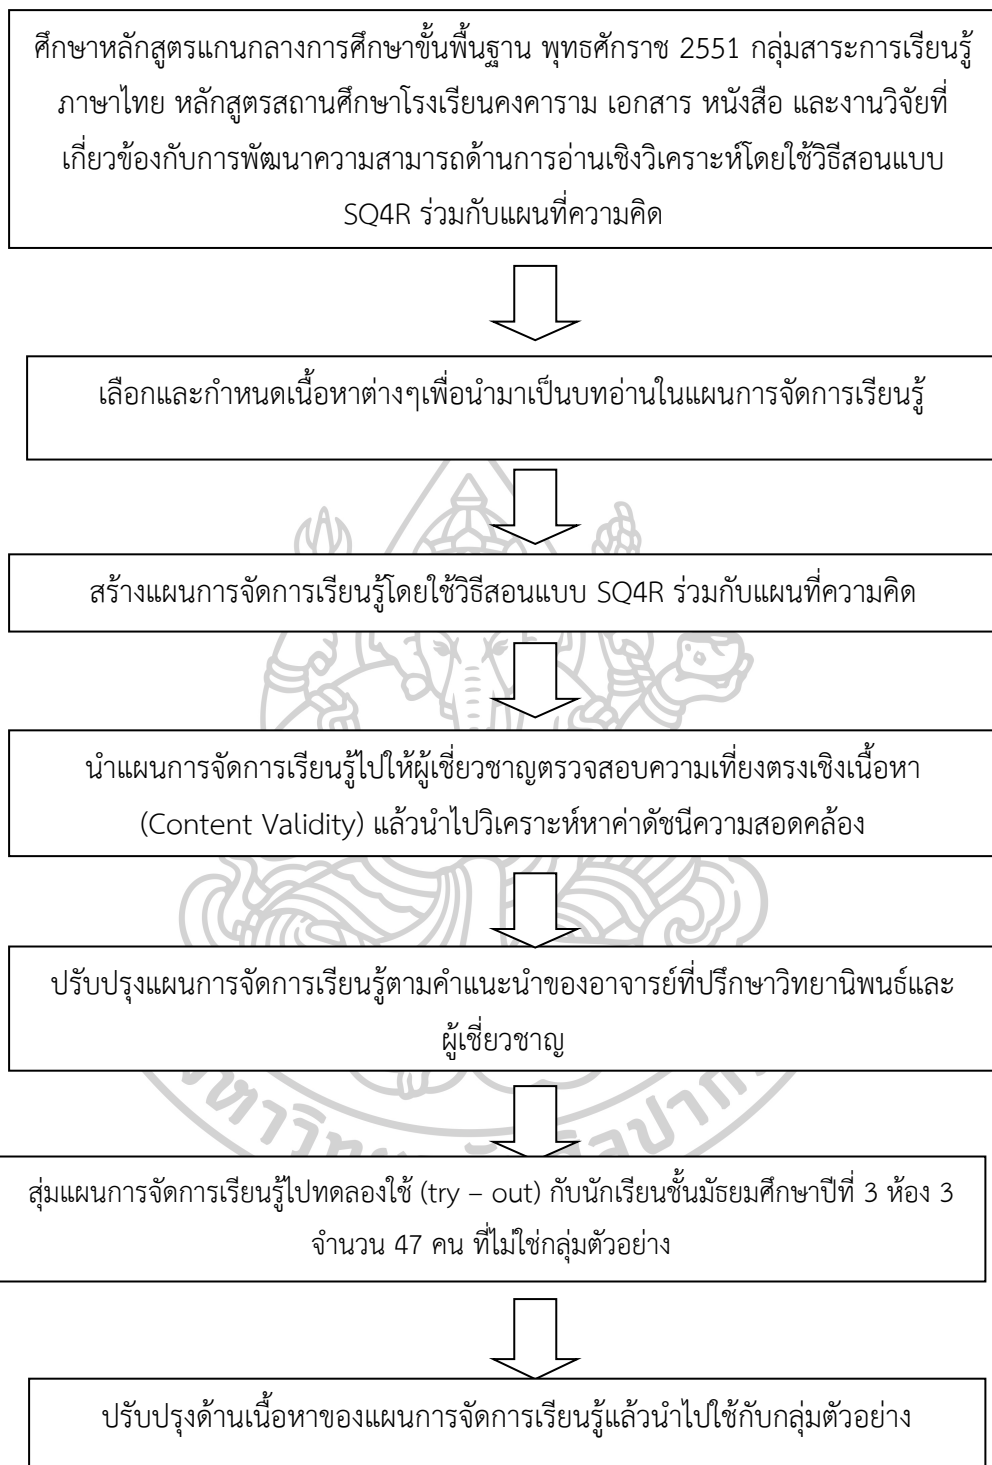 ศึกษาหลักสูตรแกนกลางการศึกษาขั้นพื้นฐาน พุทธศักราช 2551 กลุ่มสาระการเรียนรู้
ภาษาไทย หลักสูตรสถานศึกษาโรงเรียนคงคาราม เอกสาร หนังสือ และงานวิจัยที่
เกี่ยวข้องกับการพัฒนาความสามารถด้านการอ่านเชิงวิเคราะห์โดยใช้วิธีสอนแบบ
SQ4R ร่วมกับแผนที่ความคิด
เลือกและกำหนดเนื้อหาต่างๆเพื่อนำมาเป็นบทอ่านในแผนการจัดการเรียนรู้
สร้างแผนการจัดการเรียนรู้โดยใช้วิธีสอนแบบ SQ4R ร่วมกับแผนที่ความคิด
นำแผนการจัดการเรียนรู้ไปให้ผู้เชี่ยวชาญตรวจสอบความเที่ยงตรงเชิงเนื้อหา
(Content Validity) แล้วนำไปวิเคราะห์หาค่าดัชนีความสอดคล้อง
ปรับปรุงแผนการจัดการเรียนรู้ตามคำแนะนำของอาจารย์ที่ปรึกษาวิทยานิพนธ์และ
ผู้เชี่ยวชาญ
สุ่มแผนการจัดการเรียนรู้ไปทดลองใช้ (try – out) กับนักเรียนชั้นมัธยมศึกษาปีที่ 3 ห้อง 3
จำนวน 47 คน ที่ไม่ใช่กลุ่มตัวอย่าง
ปรับปรุงด้านเนื้อหาของแผนการจัดการเรียนรู้แล้วนำไปใช้กับกลุ่มตัวอย่าง